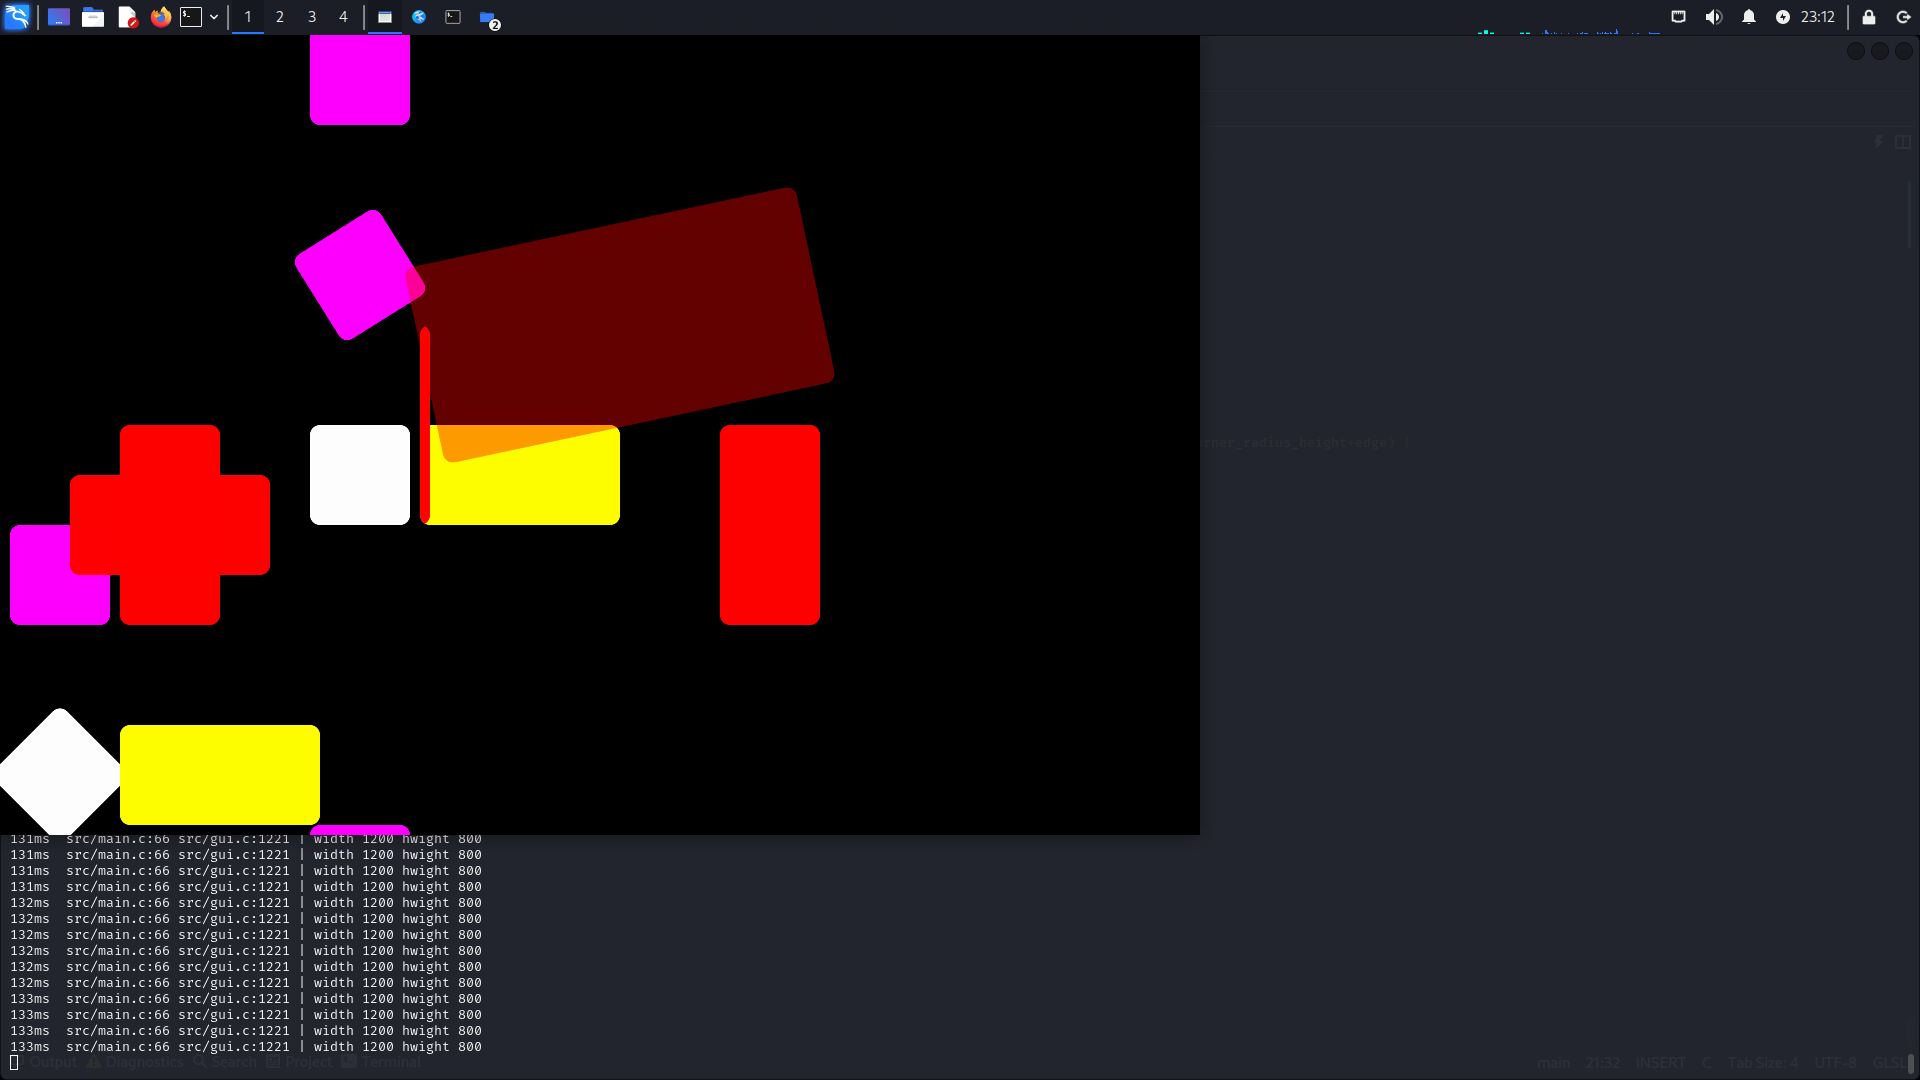 1 2 3 4 2 23:12
rner_radius_height+edge) {
131ms src/main.c:66 src/gui.c:1221 | width 1200 hwight 800
131ms src/main.c:66 src/gui.c:1221 | width 1200 hwight 800
131ms src/main.c:66 src/gui.c:1221 | width 1200 hwight 800
131ms src/main.c:66 src/gui.c:1221 | width 1200 hwight 800
132ms src/main.c:66 src/gui.c:1221 | width 1200 hwight 800
132ms src/main.c:66 src/gui.c:1221 | width 1200 hwight 800
132ms src/main.c:66 src/gui.c:1221 | width 1200 hwight 800
132ms src/main.c:66 src/gui.c:1221 | width 1200 hwight 800
132ms src/main.c:66 src/gui.c:1221 | width 1200 hwight 800
132ms src/main.c:66 src/gui.c:1221 | width 1200 hwight 800
133ms src/main.c:66 src/gui.c:1221 | width 1200 hwight 800
133ms src/main.c:66 src/gui.c:1221 | width 1200 hwight 800
133ms src/main.c:66 src/gui.c:1221 | width 1200 hwight 800
133ms src/main.c:66 src/gui.c:1221 | width 1200 hwight 800
Output Diagnostics Search Project Terminal main 21:32 INSERT C Tab Size: 4 UTF-8 GLSL